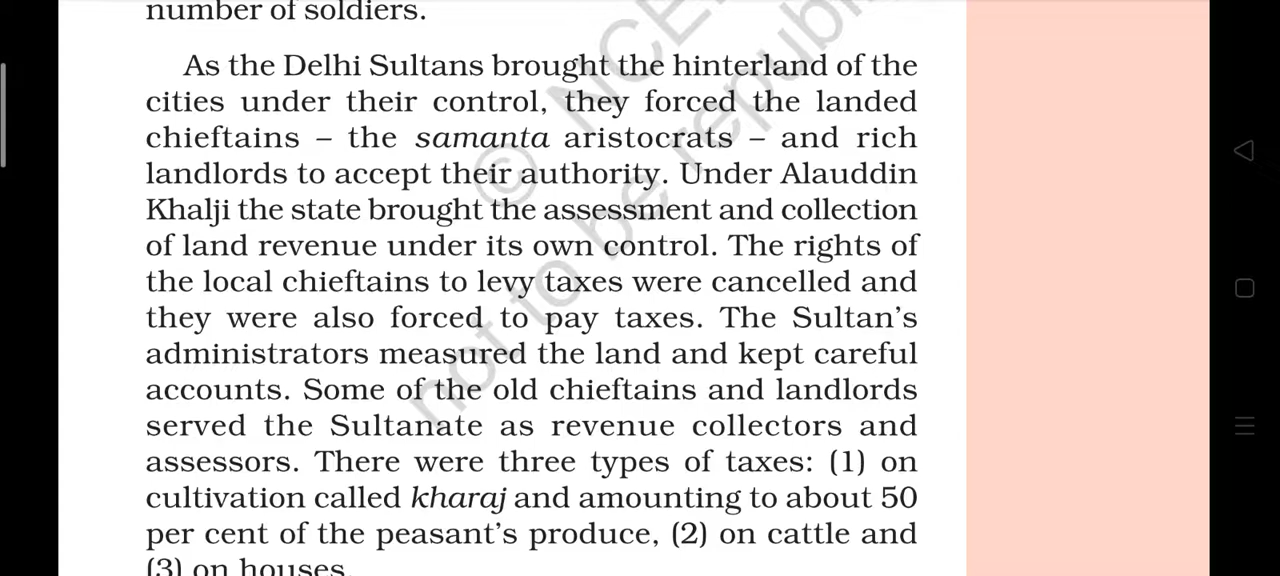 number of soldiers.
As the Delhi Sultans brought the hinterland of the
cities under their control, they forced the landed
chieftains – the samanta aristocrats – and rich
landlords to accept their authority. Under Alauddin
Khalji the state brought the assessment and collection
of land revenue under its own control. The rights of
the local chieftains to levy taxes were cancelled and
they were also forced to pay taxes. The Sultan's
administrators measured the land and kept careful
accounts. Some of the old chieftains and landlords
served the Sultanate as revenue collectors and
assessors. There were three types of taxes: (1) on
cultivation called kharaj and amounting to about 50
per cent of the peasant's produce, (2) on cattle and
(3) on houses.
© NCE
not to be republi